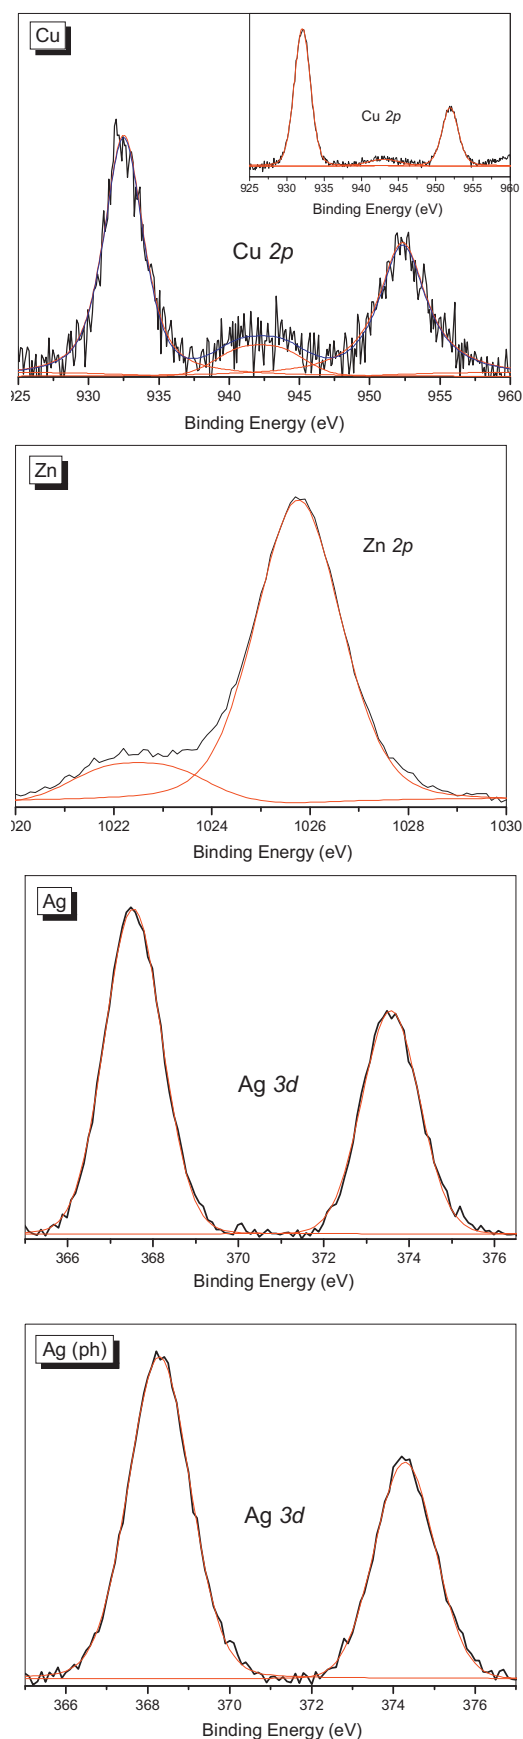 Cu
Cu 2p
925 930 935 940 945 950 955 960
Binding Energy (eV)
Cu 2p
25 930 935 940 945 950 955 960
Binding Energy (eV)
Zn
Zn 2p
020 1022 1024 1026 1028 1030
Binding Energy (eV)
Ag
Ag 3d
366 368 370 372 374 376
Binding Energy (eV)
Ag (ph)
Ag 3d
366 368 370 372 374 376
Binding Energy (eV)